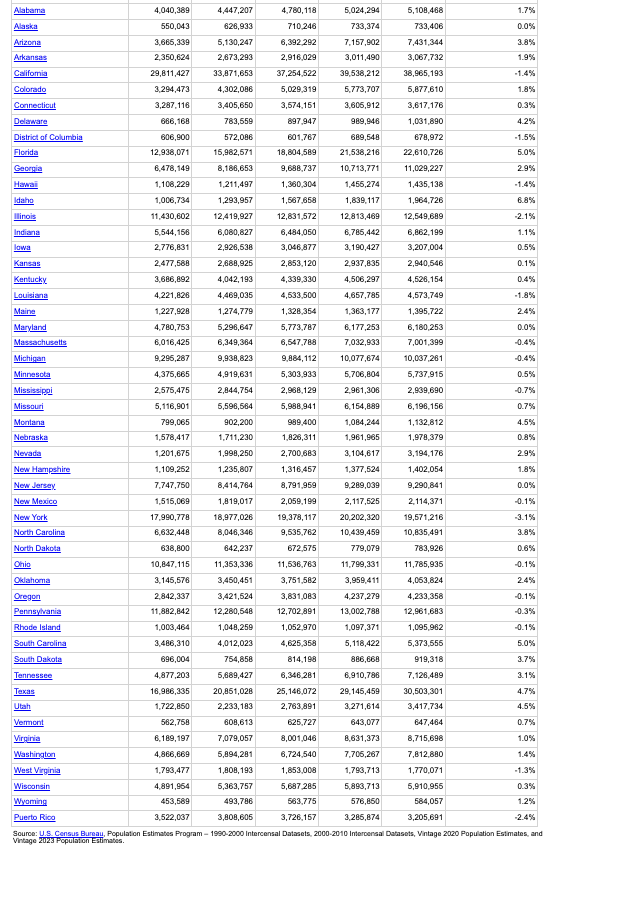 Alabama 4,040,389 4,447,207 4,780,118 5,024,294 5,108,468 1.7%
Alaska 550,043 626,933 710,246 733,374 733,406 0.0%
Arizona 3,665,339 5,130,247 6,392,292 7,157,902 7,431,344 3.8%
Arkansas 2,350,624 2,673,293 2,916,029 3,011,490 3,067,732 1.9%
California 29,811,427 33,871,653 37,254,522 39,538,212 38,965,193 -1.4%
Colorado 3,294,473 4,302,086 5,029,319 5,773,707 5,877,610 1.8%
Connecticut 3,287,116 3,405,650 3,574,151 3,605,912 3,617,176 0.3%
Delaware 666,168 783,559 897,947 989,946 1,031,890 4.2%
District of Columbia 606,900 572,086 601,767 689,548 678,972 -1.5%
Florida 12,938,071 15,982,571 18,804,589 21,538,216 22,610,726 5.0%
Georgia 6,478,149 8,186,653 9,688,737 10,713,771 11,029,227 2.9%
Hawaii 1,108,229 1,211,497 1,360,304 1,455,274 1,435,138 -1.4%
Idaho 1,006,734 1,293,957 1,567,658 1,839,117 1,964,726 6.8%
Illinois 11,430,602 12,419,927 12,831,572 12,813,469 12,549,689 -2.1%
Indiana 5,544,156 6,080,827 6,484,050 6,785,442 6,862,199 1.1%
Iowa 2,776,831 2,926,538 3,046,877 3,190,427 3,207,004 0.5%
Kansas 2,477,588 2,688,925 2,853,120 2,937,835 2,940,546 0.1%
Kentucky 3,686,892 4,042,193 4,339,330 4,506,297 4,526,154 0.4%
Louisiana 4,221,826 4,469,035 4,533,500 4,657,785 4,573,749 -1.8%
Maine 1,227,928 1,274,779 1,328,354 1,363,177 1,395,722 2.4%
Maryland 4,780,753 5,296,647 5,773,787 6,177,253 6,180,253 0.0%
Massachusetts 6,016,425 6,349,364 6,547,788 7,032,933 7,001,399 -0.4%
Michigan 9,295,287 9,938,823 9,884,112 10,077,674 10,037,261 -0.4%
Minnesota 4,375,665 4,919,631 5,303,933 5,706,804 5,737,915 0.5%
Mississippi 2,575,475 2,844,754 2,968,129 2,961,306 2,939,690 -0.7%
Missouri 5,116,901 5,596,564 5,988,941 6,154,889 6,196,156 0.7%
Montana 799,065 902,200 989,400 1,084,244 1,132,812 4.5%
Nebraska 1,578,417 1,711,230 1,826,311 1,961,965 1,978,379 0.8%
Nevada 1,201,675 1,998,250 2,700,683 3,104,617 3,194,176 2.9%
New Hampshire 1,109,252 1,235,807 1,316,457 1,377,524 1,402,054 1.8%
New Jersey 7,747,750 8,414,764 8,791,959 9,289,039 9,290,841 0.0%
New Mexico 1,515,069 1,819,017 2,059,199 2,117,525 2,114,371 -0.1%
New York 17,990,778 18,977,026 19,378,117 20,202,320 19,571,216 -3.1%
North Carolina 6,632,448 8,046,346 9,535,762 10,439,459 10,835,491 3.8%
North Dakota 638,800 642,237 672,575 779,079 783,926 0.6%
Ohio 10,847,115 11,353,336 11,536,763 11,799,331 11,785,935 -0.1%
Oklahoma 3,145,576 3,450,451 3,751,582 3,959,411 4,053,824 2.4%
Oregon 2,842,337 3,421,524 3,831,083 4,237,279 4,233,358 -0.1%
Pennsylvania 11,882,842 12,280,548 12,702,891 13,002,788 12,961,683 -0.3%
Rhode Island 1,003,464 1,048,259 1,052,970 1,097,371 1,095,962 -0.1%
South Carolina 3,486,310 4,012,023 4,625,358 5,118,422 5,373,555 5.0%
South Dakota 696,004 754,858 814,198 886,668 919,318 3.7%
Tennessee 4,877,203 5,689,427 6,346,281 6,910,786 7,126,489 3.1%
Texas 16,986,335 20,851,028 25,146,072 29,145,459 30,503,301 4.7%
Utah 1,722,850 2,233,183 2,763,891 3,271,614 3,417,734 4.5%
Vermont 562,758 608,613 625,727 643,077 647,464 0.7%
Virginia 6,189,197 7,079,057 8,001,046 8,631,373 8,715,698 1.0%
Washington 4,866,669 5,894,281 6,724,540 7,705,267 7,812,880 1.4%
West Virginia 1,793,477 1,808,193 1,853,008 1,793,713 1,770,071 -1.3%
Wisconsin 4,891,954 5,363,757 5,687,285 5,893,713 5,910,955 0.3%
Wyoming 453,589 493,786 563,775 576,850 584,057 1.2%
Puerto Rico 3,522,037 3,808,605 3,726,157 3,285,874 3,205,691 -2.4%
Source: U.S. Census Bureau, Population Estimates Program – 1990-2000 Intercensal Datasets, 2000-2010 Intercensal Datasets, Vintage 2020 Population Estimates, and
Vintage 2023 Population Estimates.